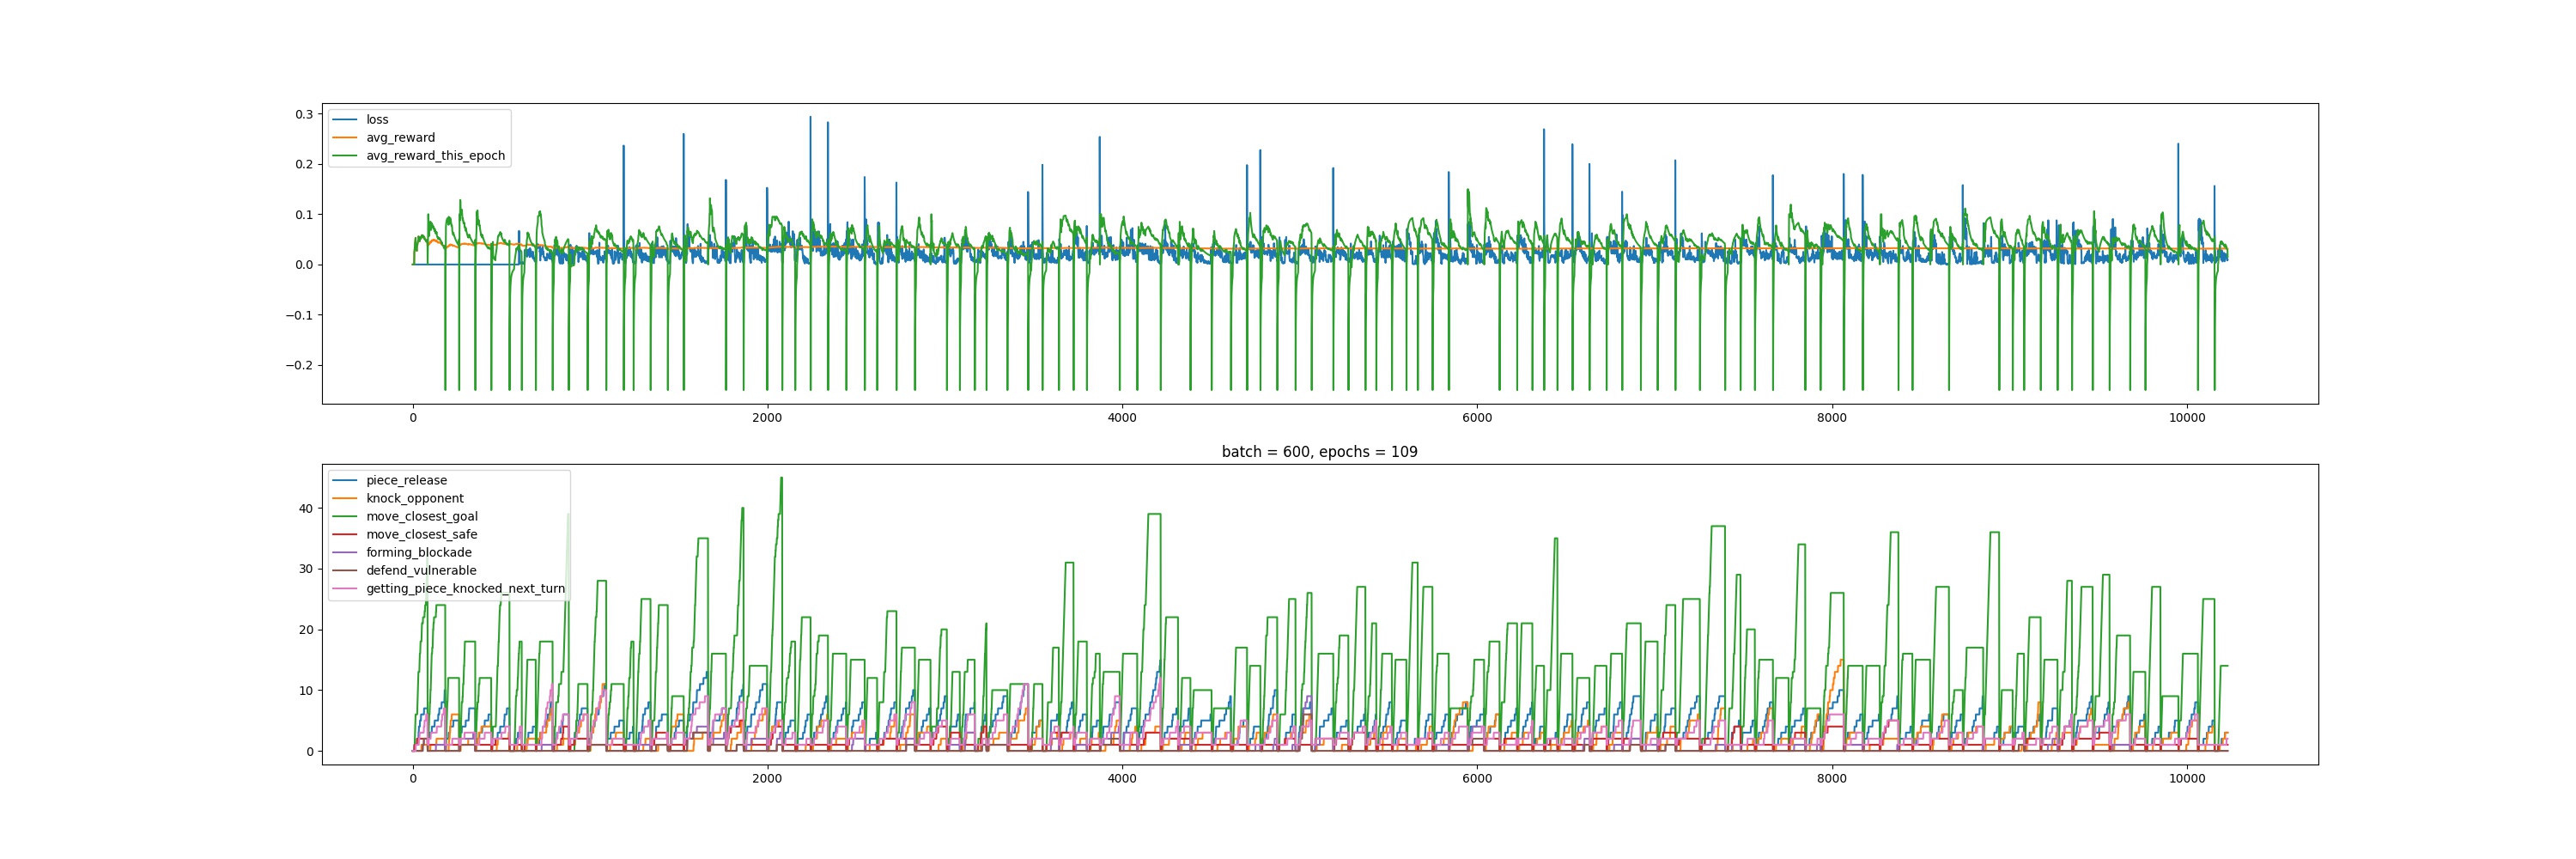 0.3
0.2
0.1
0.0
−0.1
−0.2
loss
avg_reward
avg_reward_this_epoch
0 2000 4000 6000 8000 10000
batch = 600, epochs = 109
40
30
20
10
0
piece_release
knock_opponent
move_closest_goal
move_closest_safe
forming_blockade
defend_vulnerable
getting_piece_knocked_next_turn
0 2000 4000 6000 8000 10000